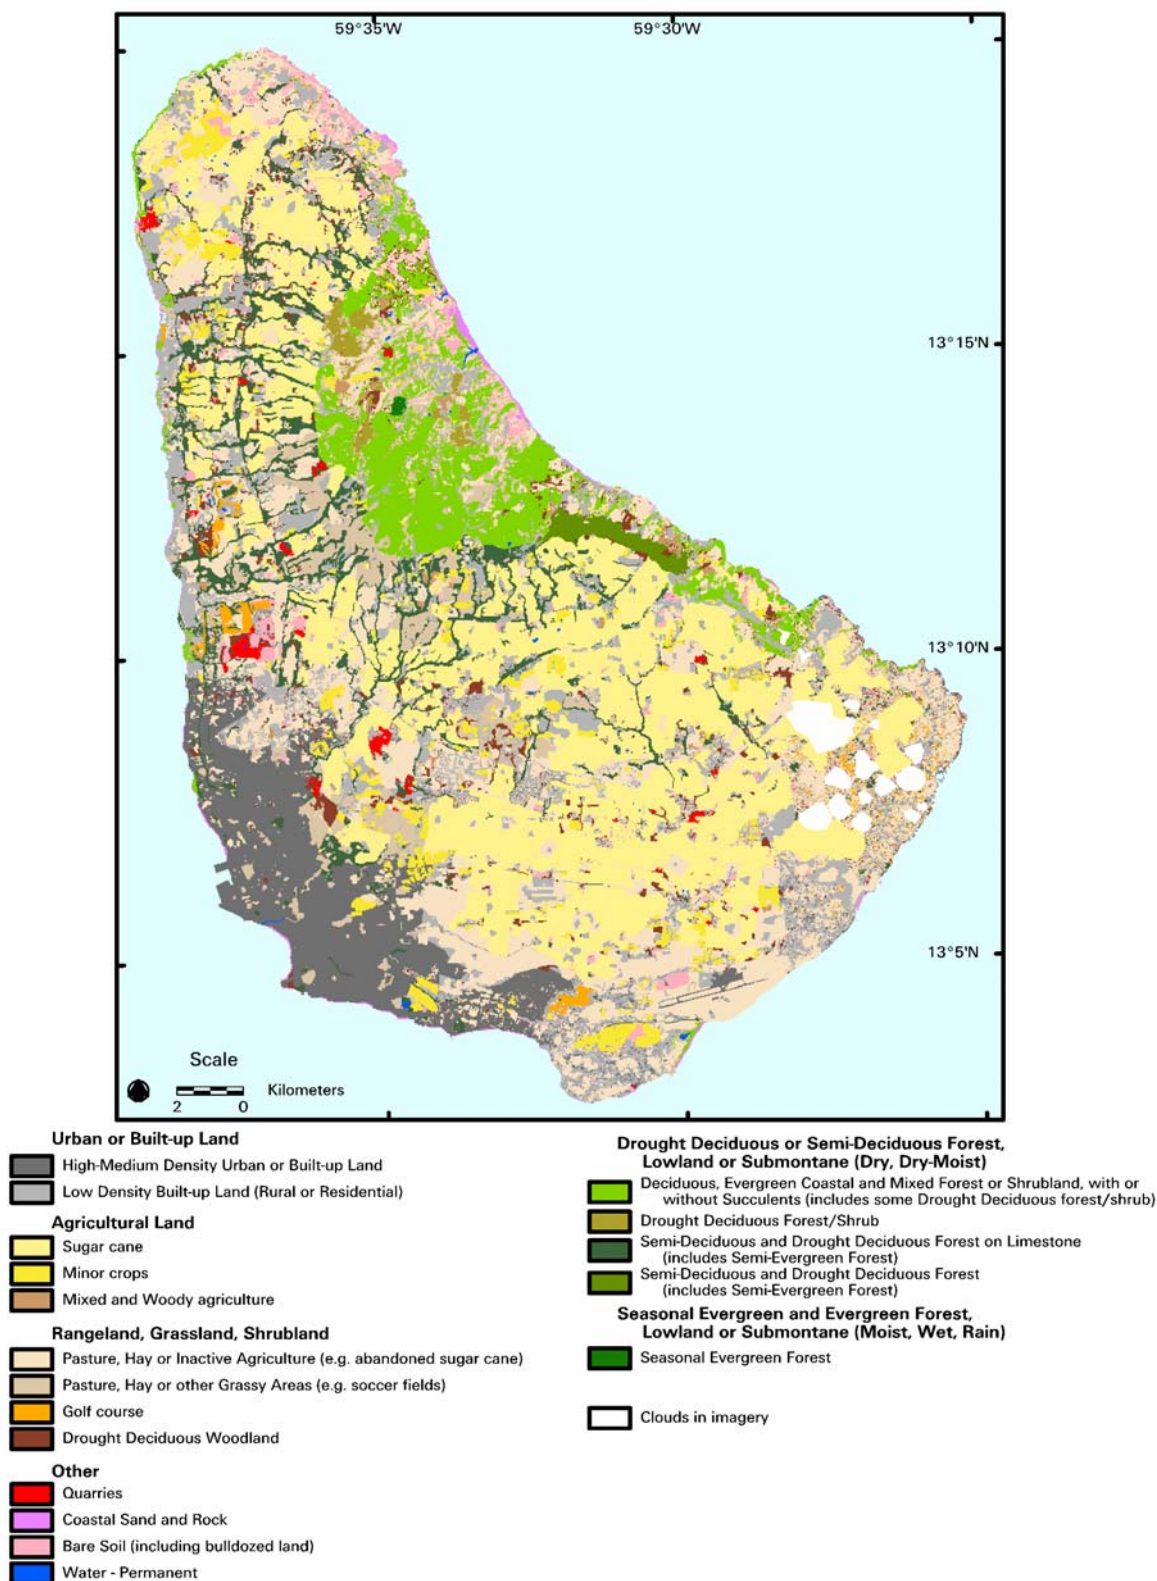 59°35'W
59°30'W
13°15'N
13°10'N
13°5'N
Scale
Kilometers
2 0
Urban or Built-up Land
High-Medium Density Urban or Built-up Land
Low Density Built-up Land (Rural or Residential)
Agricultural Land
Sugar cane
Minor crops
Mixed and Woody agriculture
Rangeland, Grassland, Shrubland
Pasture, Hay or Inactive Agriculture (e.g. abandoned sugar cane)
Pasture, Hay or other Grassy Areas (e.g. soccer fields)
Golf course
Drought Deciduous Woodland
Other
Quarries
Coastal Sand and Rock
Bare Soil (including bulldozed land)
Water - Permanent
Drought Deciduous or Semi-Deciduous Forest,
Lowland or Submontane (Dry, Dry-Moist)
Deciduous, Evergreen Coastal and Mixed Forest or Shrubland, with or
without Succulents (includes some Drought Deciduous forest/shrub)
Drought Deciduous Forest/Shrub
Semi-Deciduous and Drought Deciduous Forest on Limestone
(includes Semi-Evergreen Forest)
Semi-Deciduous and Drought Deciduous Forest
(includes Semi-Evergreen Forest)
Seasonal Evergreen and Evergreen Forest,
Lowland or Submontane (Moist, Wet, Rain)
Seasonal Evergreen Forest
Clouds in imagery